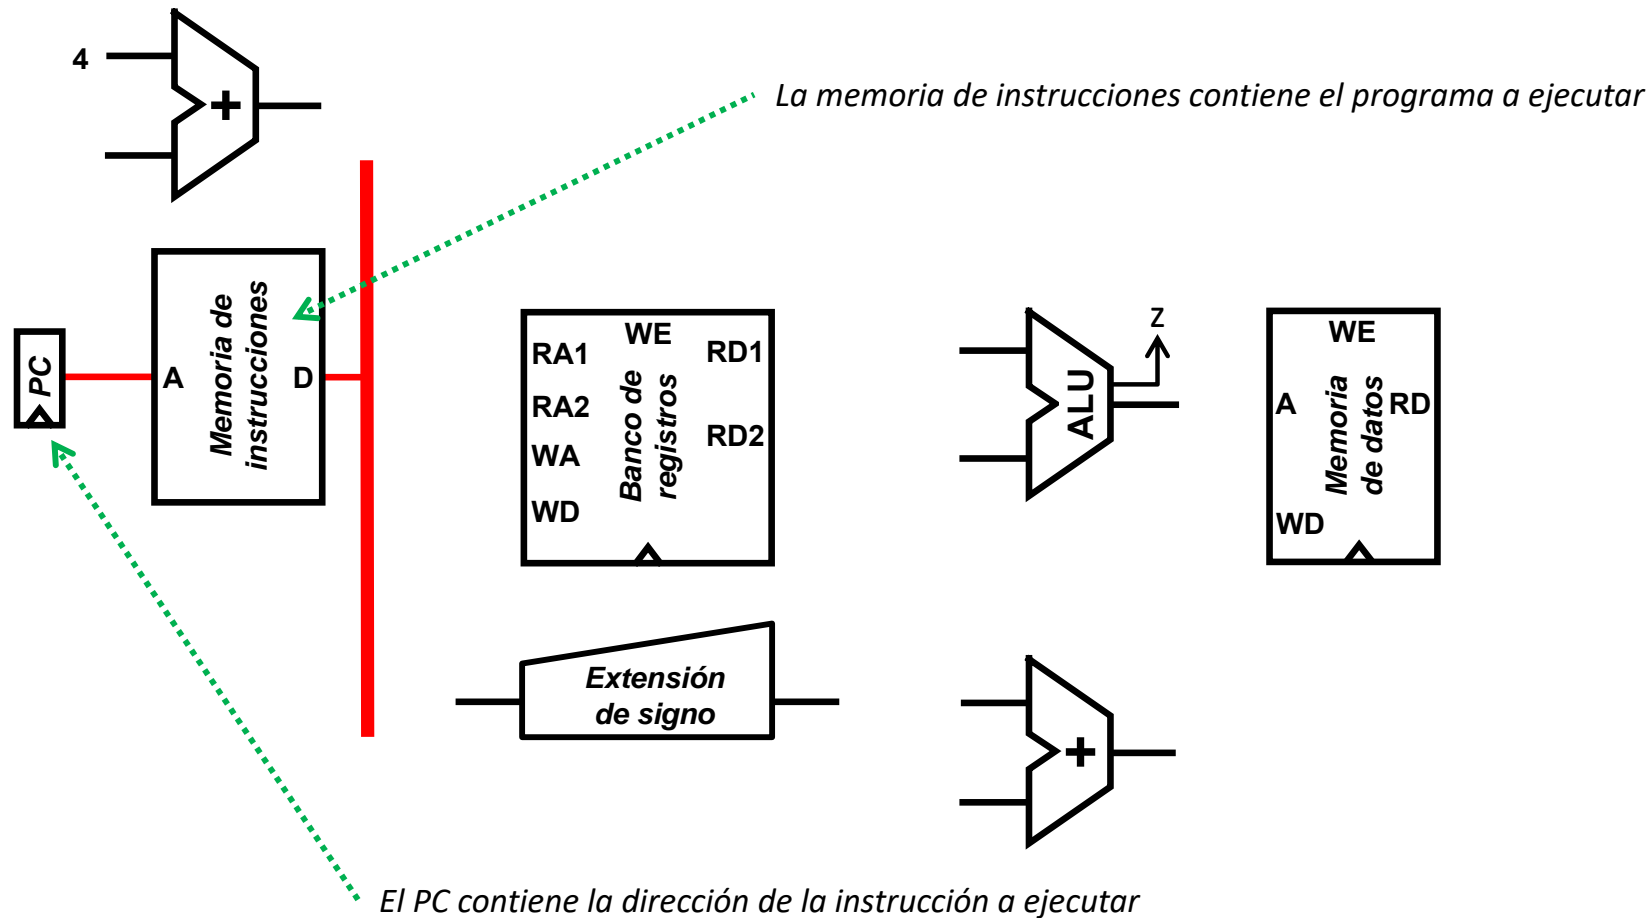 4
+
La memoria de instrucciones contiene el programa a ejecutar
PC
A
Memoria de
instrucciones
D
WE
RA1
RA2
WA
WD
Banco de
registros
RD1
RD2
ALU
Z
WE
A
WD
Memoria
de datos
RD
Extensión
de signo
+
El PC contiene la dirección de la instrucción a ejecutar